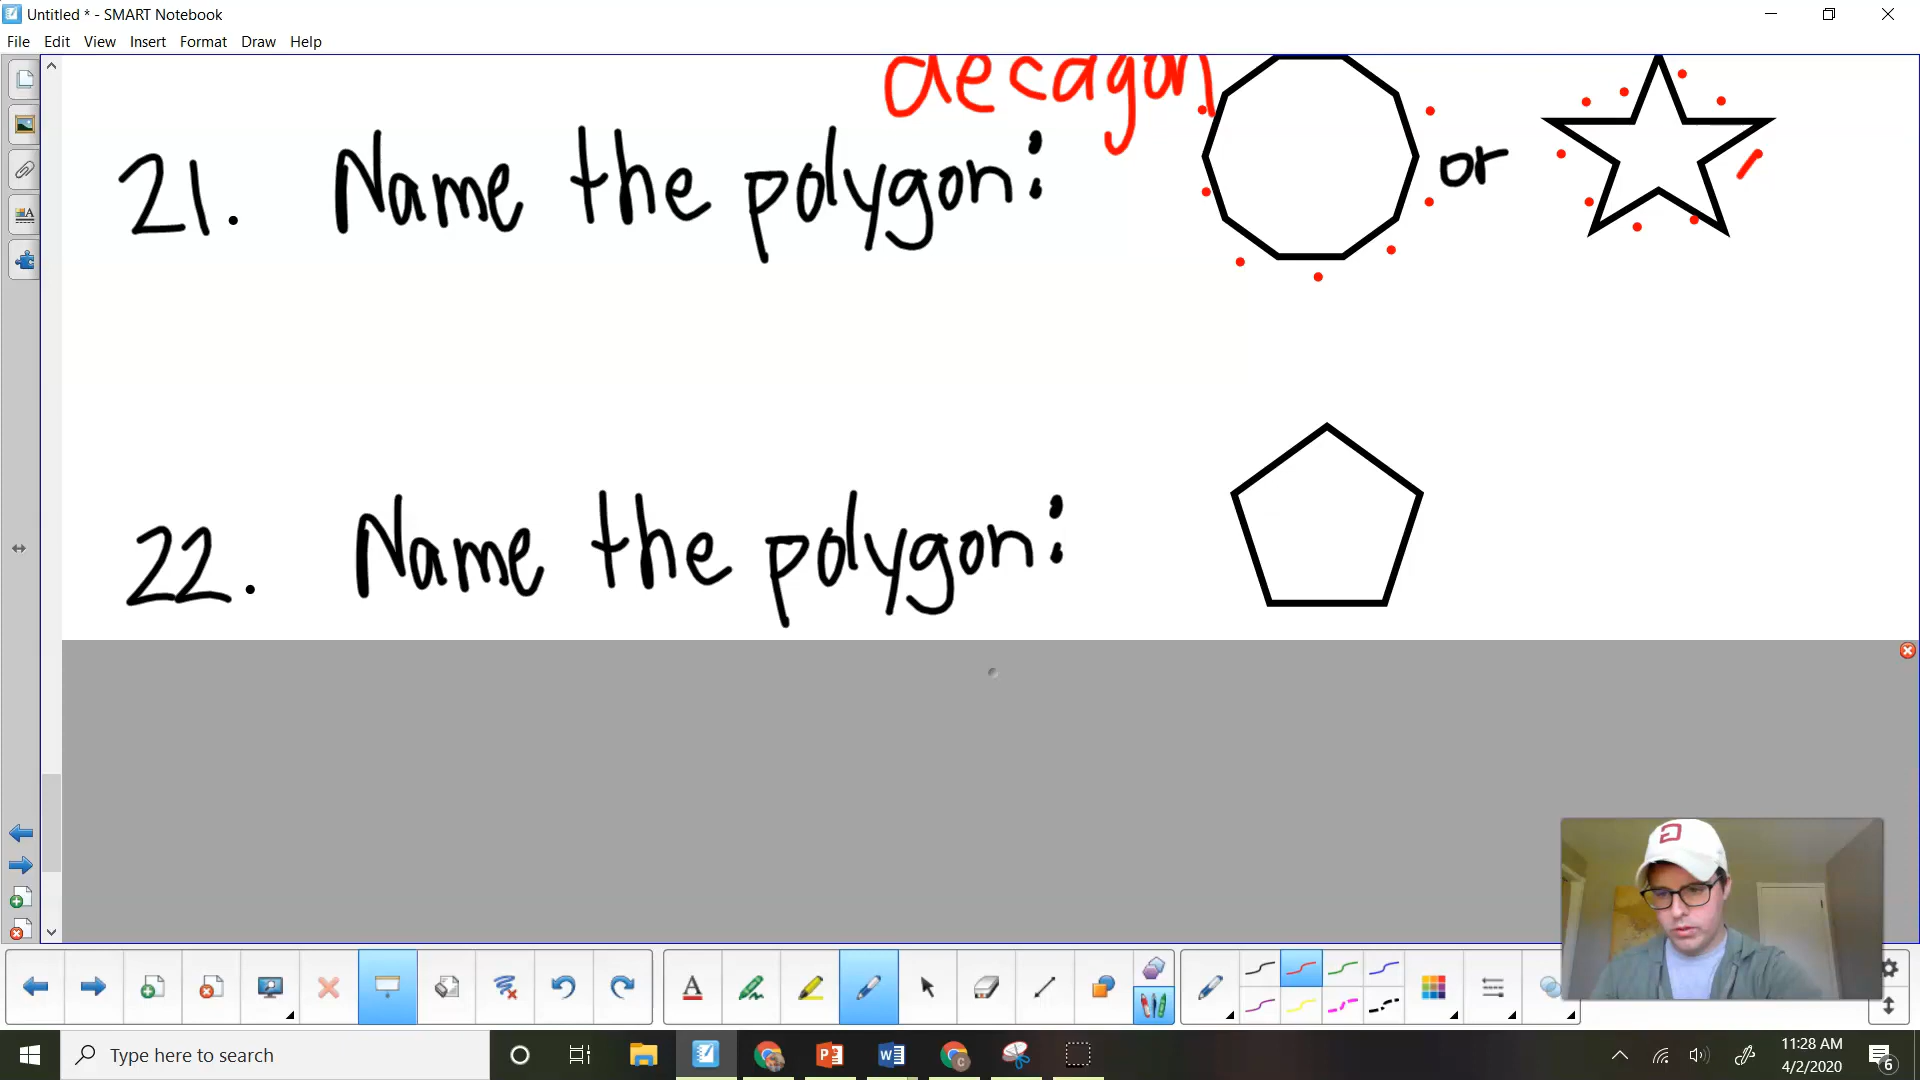 Untitled * - SMART Notebook
File Edit View Insert Format Draw Help
decagon
21. Name the polygon: or
22. Name the polygon:
Type here to search
11:28 AM
4/2/2020
6